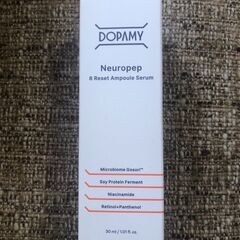 DOPAMY
Neuropep
8 Reset Ampoule Serum
Microbiome Gosori™
Soy Protein Ferment
Niacinamide
Retinol+Panthenol
30 ml / 1.01 fl. oz.